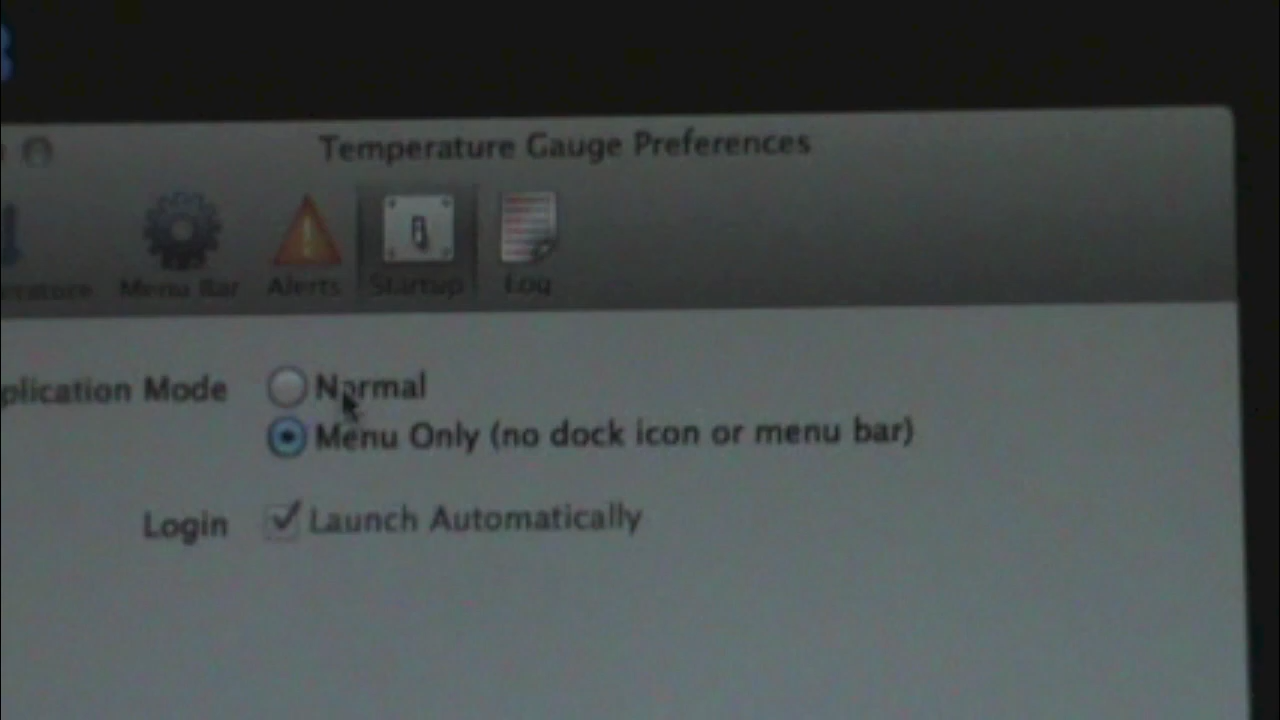 Temperature Gauge Preferences
erature Menu Bar Alerts Startup Log
plication Mode Normal
Menu Only (no dock icon or menu bar)
Login Launch Automatically